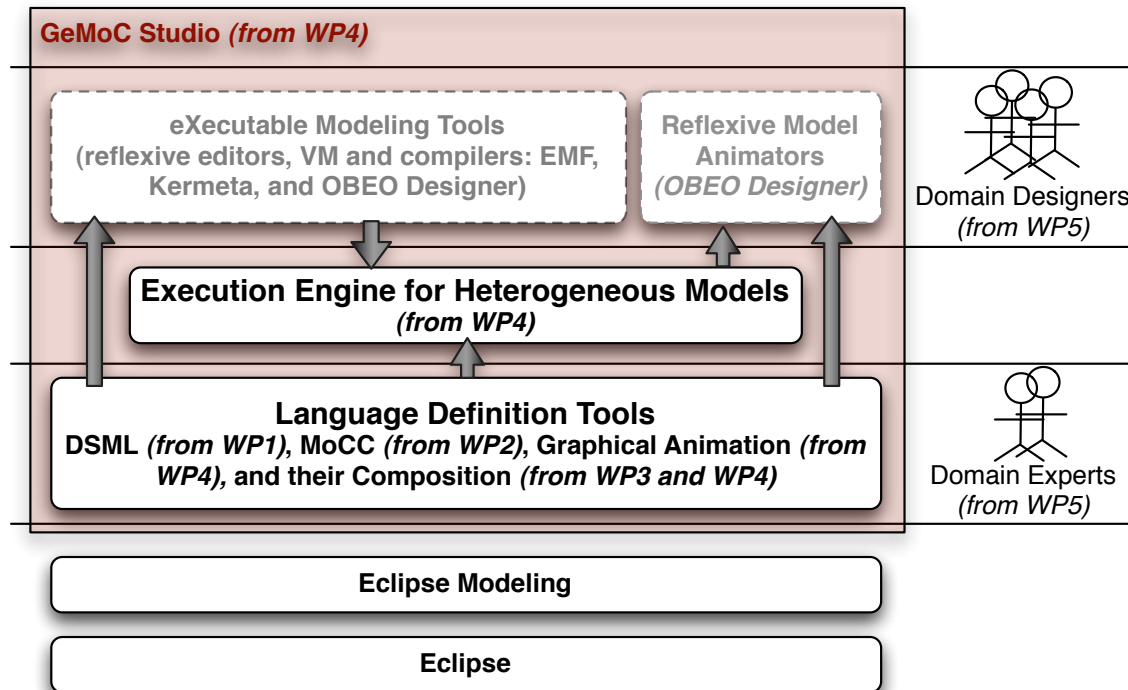 GeMoC Studio (from WP4)
eXecutable Modeling Tools
(reflexive editors, VM and compilers: EMF,
Kermeta, and OBEO Designer)
Reflexive Model
Animators
(OBEO Designer)
Domain Designers
(from WP5)
Execution Engine for Heterogeneous Models
(from WP4)
Language Definition Tools
DSML (from WP1), MoCC (from WP2), Graphical Animation (from
WP4), and their Composition (from WP3 and WP4)
Domain Experts
(from WP5)
Eclipse Modeling
Eclipse